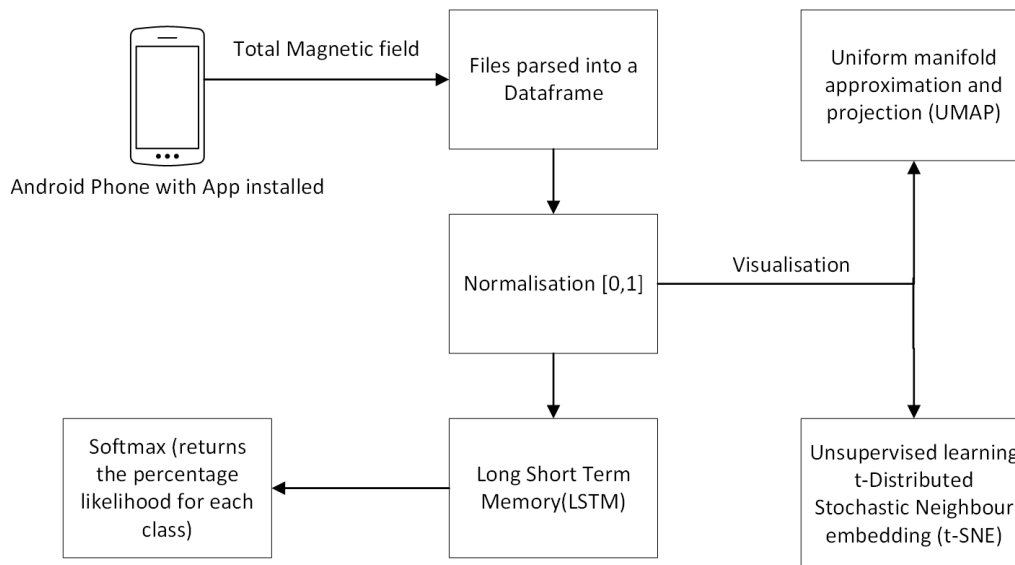 Total Magnetic field
Files parsed into a
Dataframe
Uniform manifold
approximation and
projection (UMAP)
Android Phone with App installed
Normalisation [0,1]
Visualisation
Softmax (returns
the percentage
likelihood for each
class)
Long Short Term
Memory(LSTM)
Unsupervised learning
t-Distributed
Stochastic Neighbour
embedding (t-SNE)